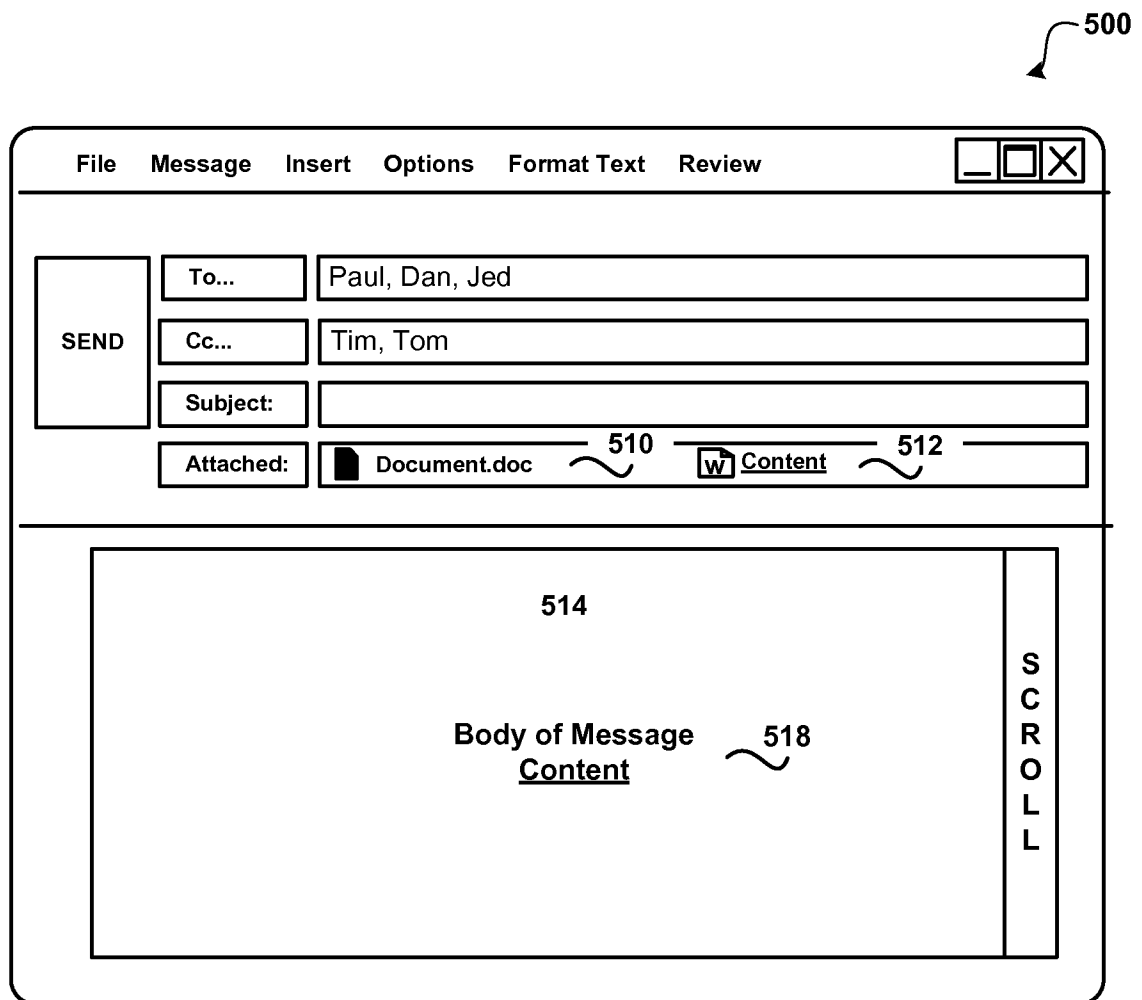 500
File Message Insert Options Format Text Review
To... Paul, Dan, Jed
SEND Cc... Tim, Tom
Subject:
Attached: Document.doc 510 W Content 512
514
Body of Message 518
Content
SCROLL